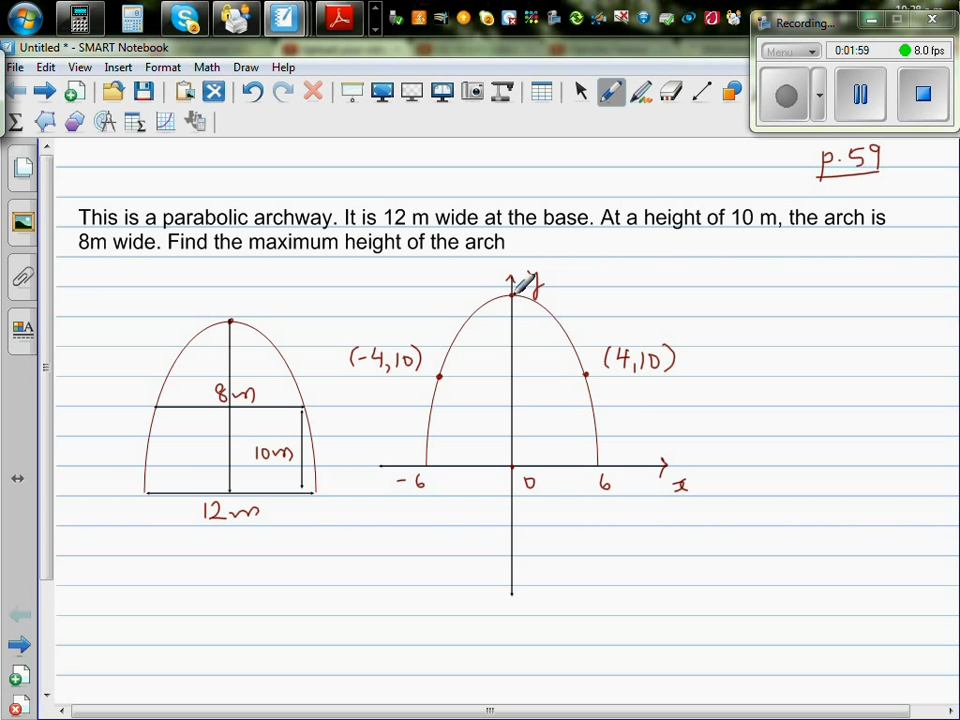 10:28 a.m.
Untitled * - SMART Notebook
Recording...
File Edit View Insert Format Math Draw Help
Menu
0:01:59
8.0 fps
p.59
This is a parabolic archway. It is 12 m wide at the base. At a height of 10 m, the arch is
8m wide. Find the maximum height of the arch
y
(-4,10)
(4,10)
8m
10m
-6
0
6
x
12m